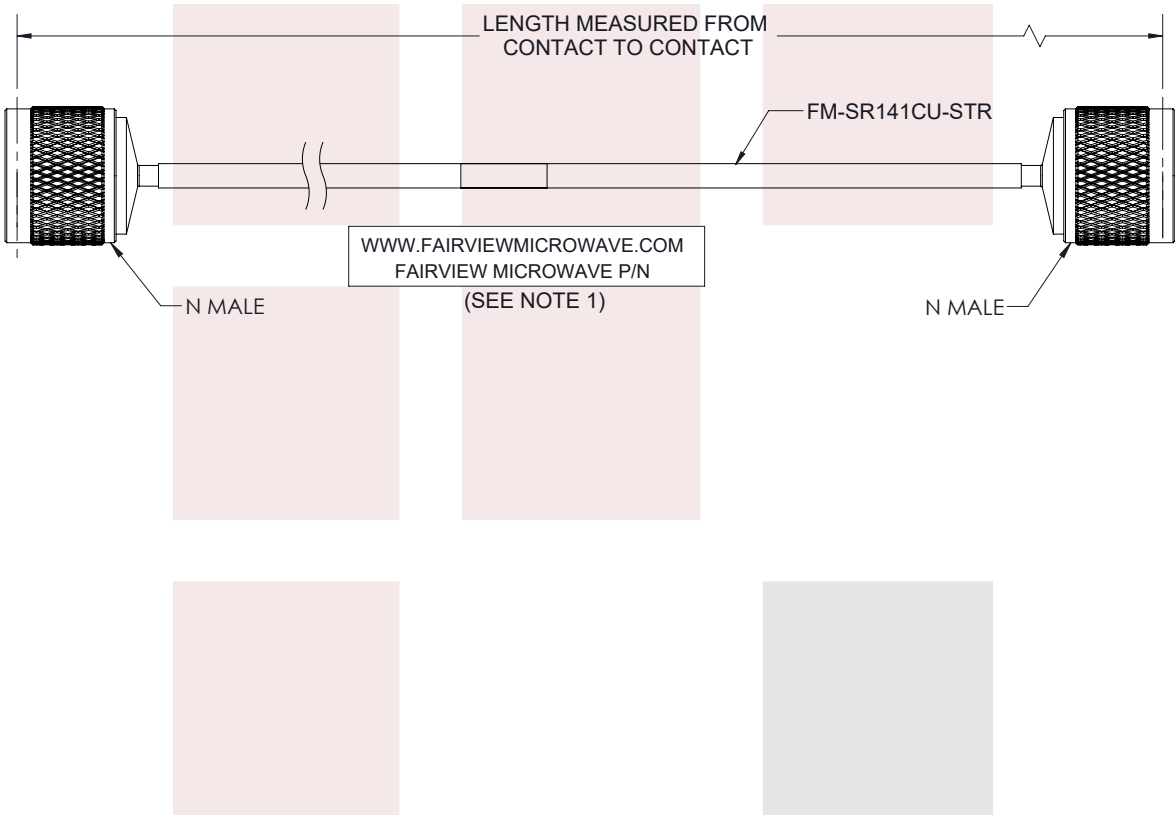 LENGTH MEASURED FROM
CONTACT TO CONTACT
FM-SR141CU-STR
WWW.FAIRVIEWMICROWAVE.COM
FAIRVIEW MICROWAVE P/N
(SEE NOTE 1)
N MALE
N MALE